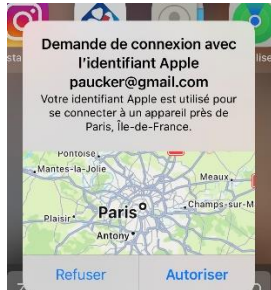 Demande de connexion avec
l'identifiant Apple
paucker@gmail.com
Votre identifiant Apple est utilisé pour
se connecter à un appareil près de
Paris, Île-de-France.
Pontoise
Mantes-la-Jolie
Meaux
Paris
Champs-sur-M
Plaisir
Antony
Refuser
Autoriser